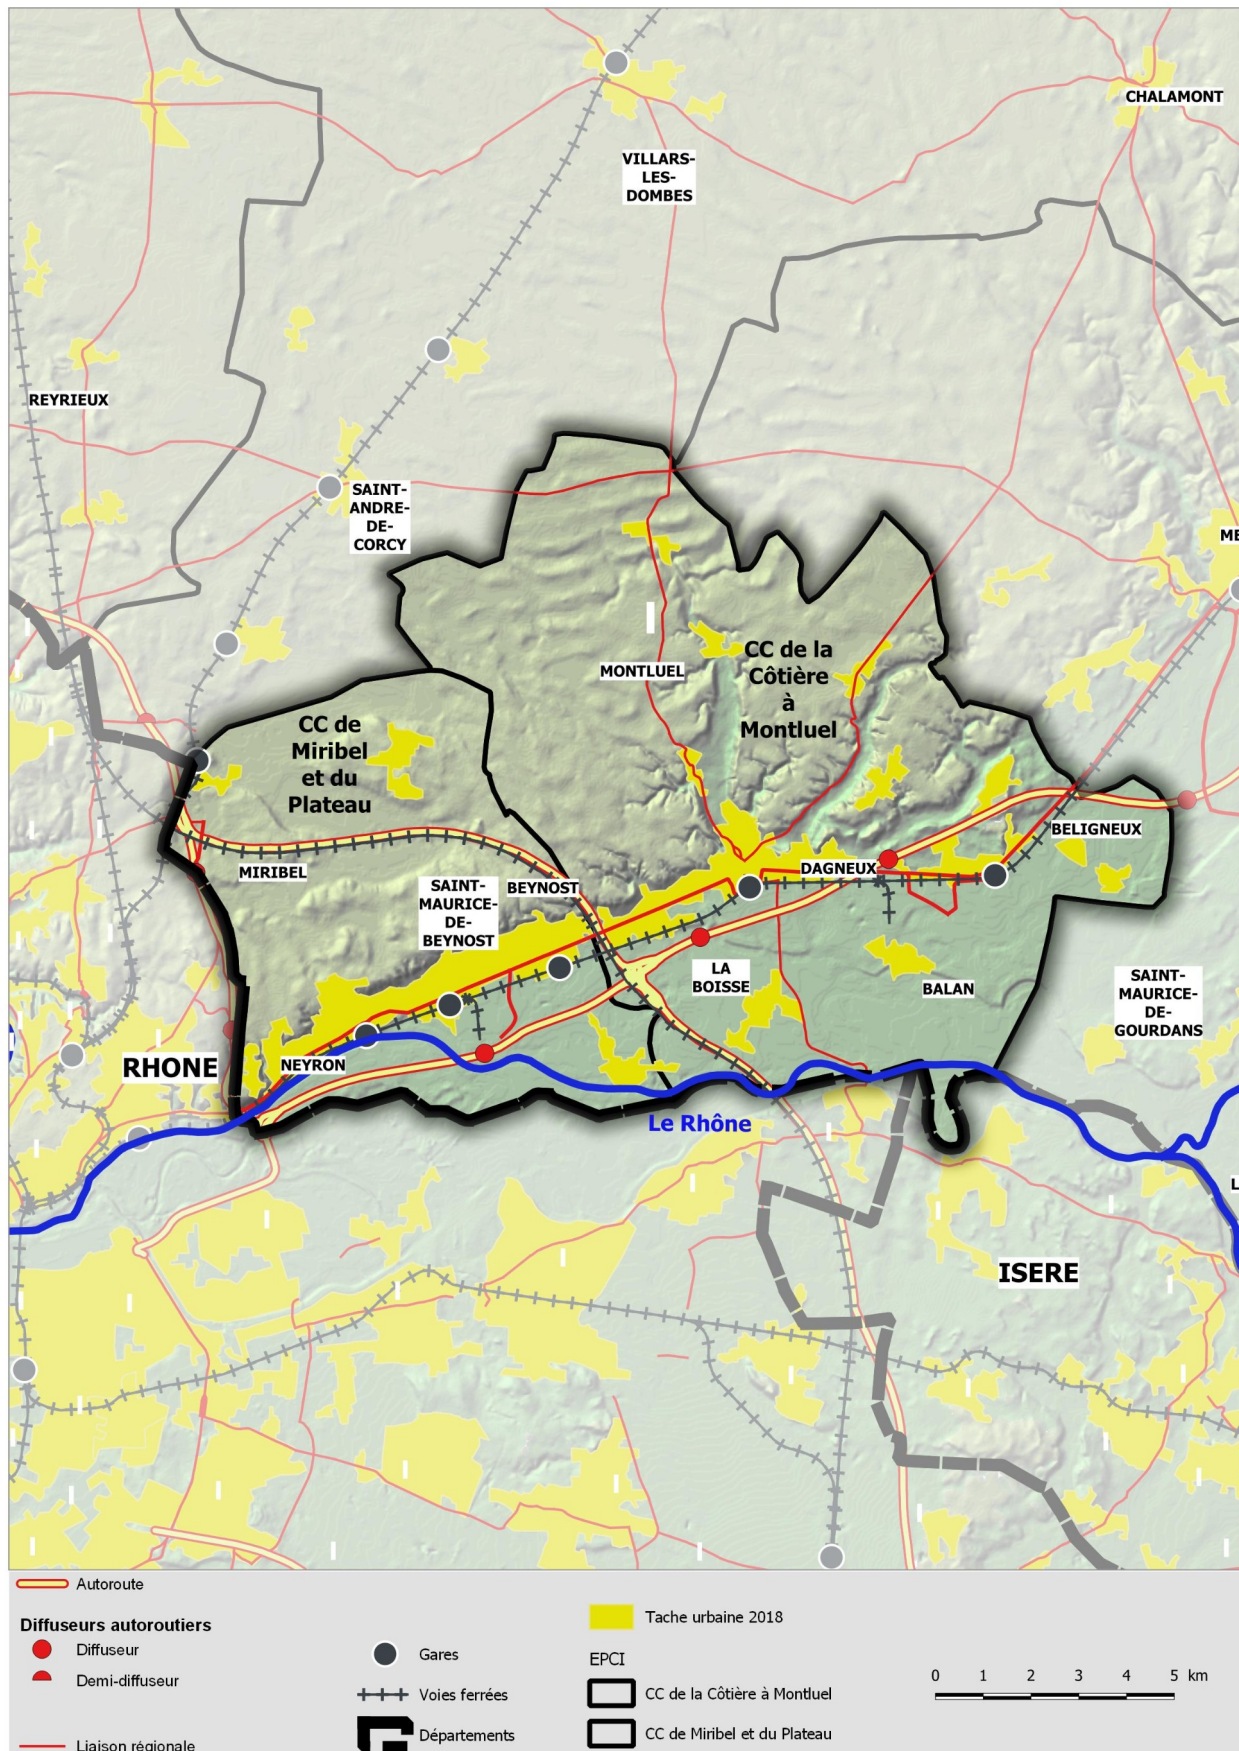 CHALAMONT
VILLARS-
LES-
DOMBES
REYRIEUX
SAINT-
ANDRE-
DE-
CORCY
ME
MONTLUEL
CC de la
Côtière
à
Montluel
CC de
Miribel
et du
Plateau
BELIGNEUX
MIRIBEL
DAGNEUX
SAINT-
MAURICE-
DE-
BEYNOST
BEYNOST
LA
BOISSE
BALAN
SAINT-
MAURICE-
DE-
GOURDANS
RHONE
NEYRON
Le Rhône
L
ISERE
Autoroute
Diffuseurs autoroutiers
Diffuseur
Demi-diffuseur
Liaison régionale
Gares
Voies ferrées
Départements
Tache urbaine 2018
EPCI
CC de la Côtière à Montluel
CC de Miribel et du Plateau
0 1 2 3 4 5 km